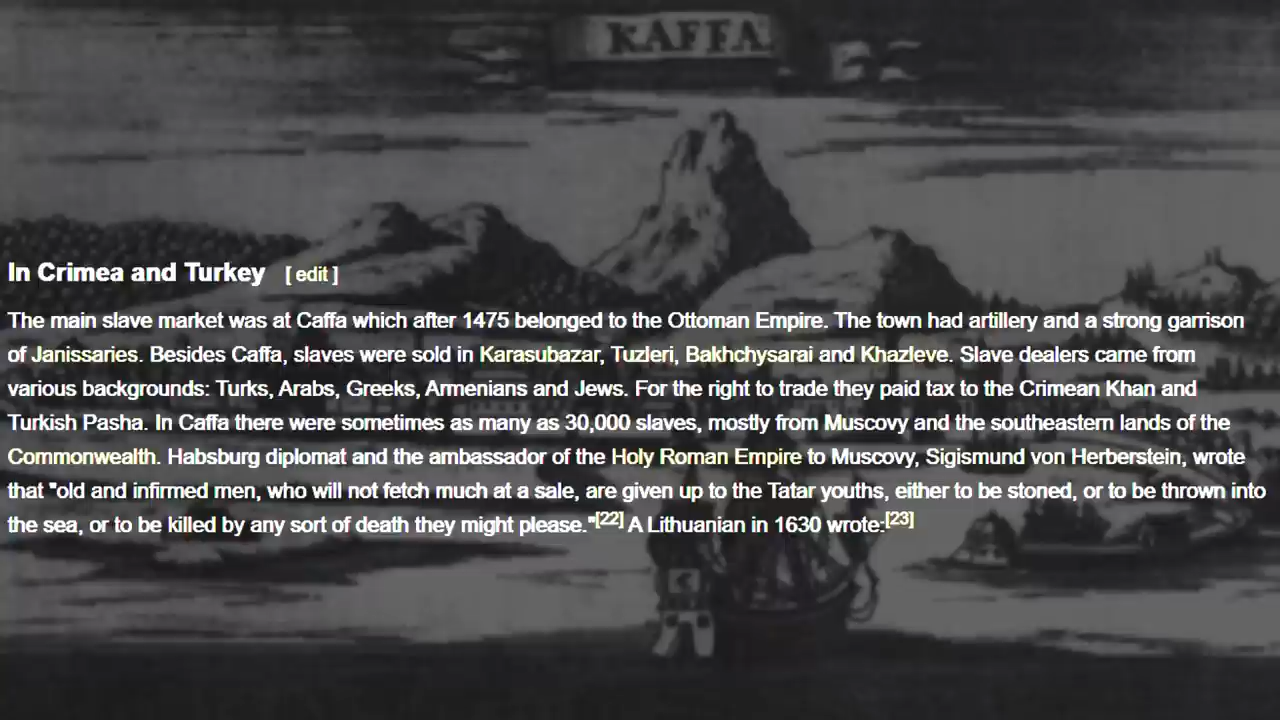 KAFFA.
In Crimea and Turkey [ edit ]
The main slave market was at Caffa which after 1475 belonged to the Ottoman Empire. The town had artillery and a strong garrison
of Janissaries. Besides Caffa, slaves were sold in Karasubazar, Tuzleri, Bakhchysarai and Khazleve. Slave dealers came from
various backgrounds: Turks, Arabs, Greeks, Armenians and Jews. For the right to trade they paid tax to the Crimean Khan and
Turkish Pasha. In Caffa there were sometimes as many as 30,000 slaves, mostly from Muscovy and the southeastern lands of the
Commonwealth. Habsburg diplomat and the ambassador of the Holy Roman Empire to Muscovy, Sigismund von Herberstein, wrote
that "old and infirmed men, who will not fetch much at a sale, are given up to the Tatar youths, either to be stoned, or to be thrown into
the sea, or to be killed by any sort of death they might please."[22] A Lithuanian in 1630 wrote:[23]